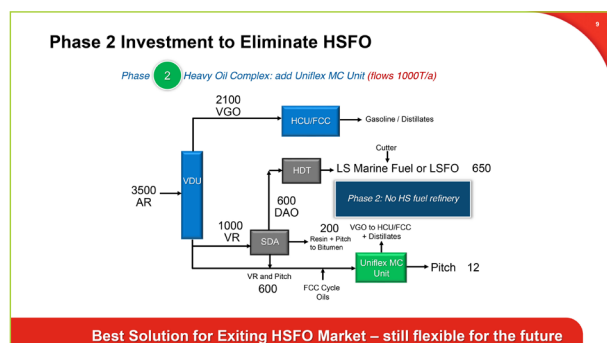 9
Phase 2 Investment to Eliminate HSFO
Phase 2 Heavy Oil Complex: add Uniflex MC Unit (flows 1000T/a)
2100
VGO
HCU/FCC
Gasoline / Distillates
Cutter
VDU
HDT
LS Marine Fuel or LSFO 650
3500
AR
600
DAO
Phase 2: No HS fuel refinery
1000
VR
SDA
200
Resin + Pitch
to Bitumen
VGO to HCU/FCC
+ Distillates
VR and Pitch
600
FCC Cycle
Oils
Uniflex MC
Unit
Pitch 12
Best Solution for Exiting HSFO Market – still flexible for the future